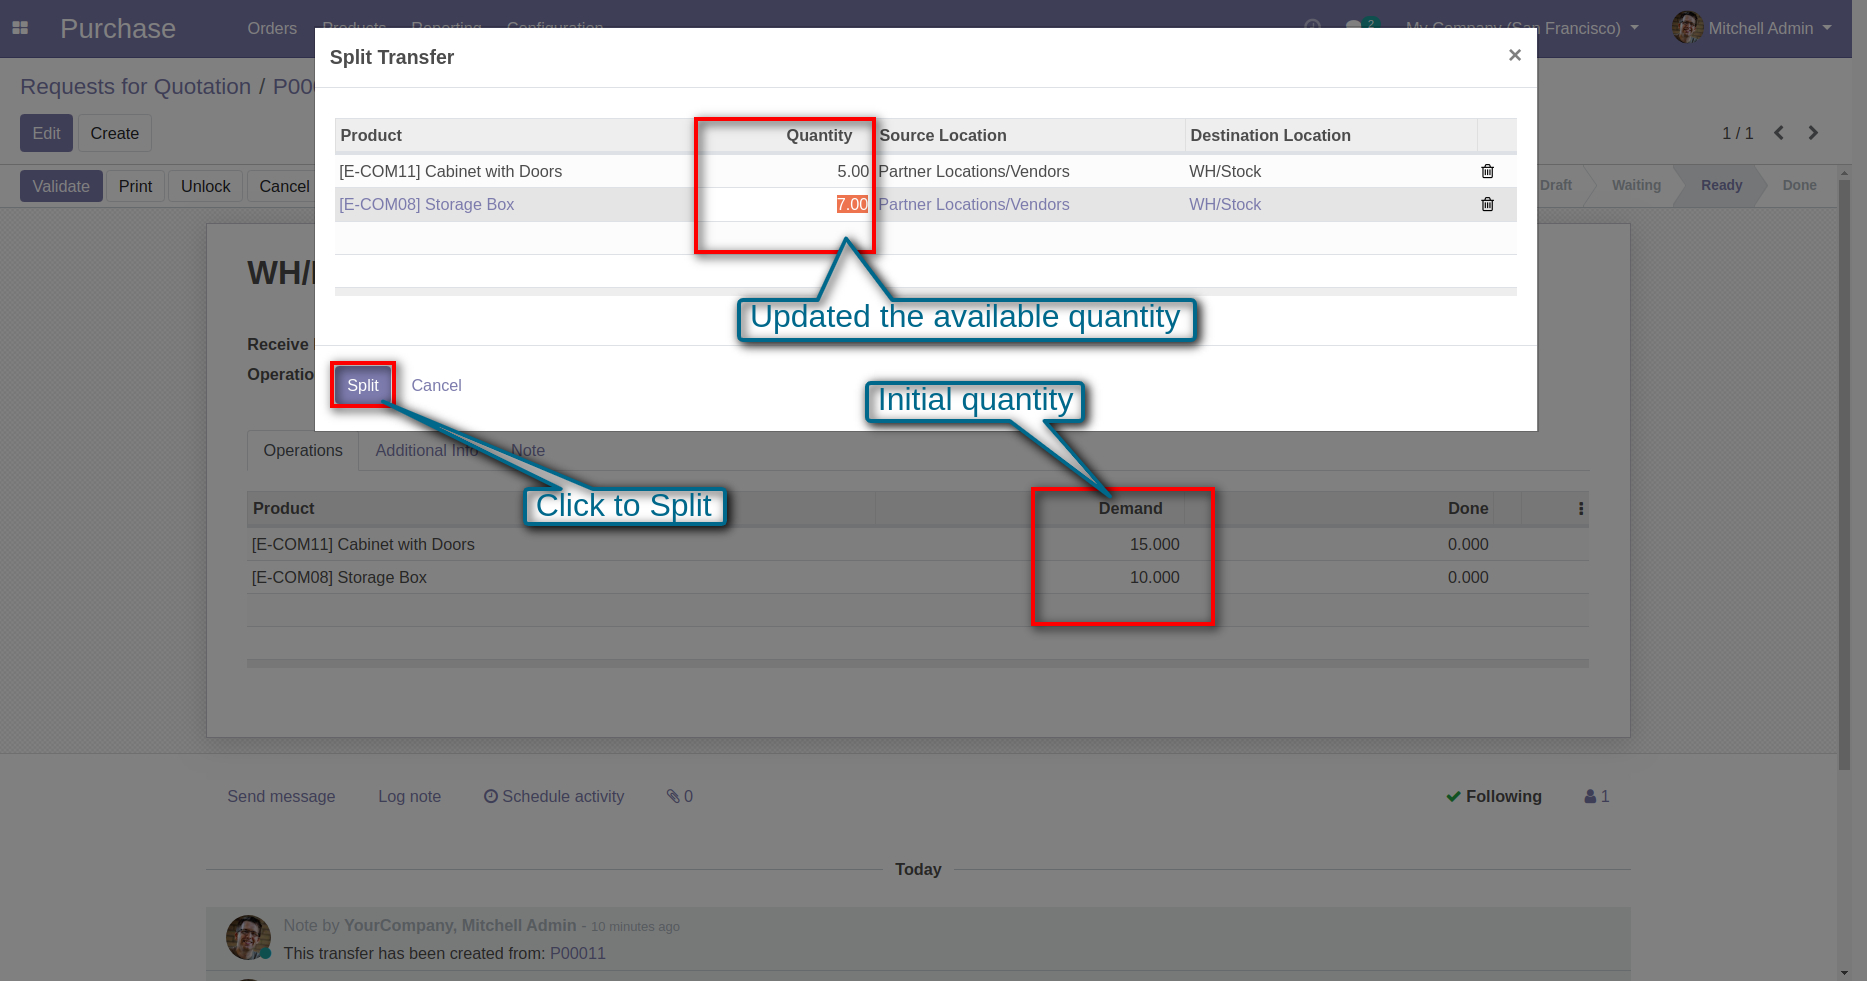 Purchase
Orders Products Reporting Configuration
2
My Company (San Francisco)
Mitchell Admin
Requests for Quotation / P00
Edit Create
1 / 1
Validate Print Unlock Cancel
Draft Waiting Ready Done
Split Transfer
×
Product Quantity Source Location Destination Location
[E-COM11] Cabinet with Doors 5.00 Partner Locations/Vendors WH/Stock
[E-COM08] Storage Box 7.00 Partner Locations/Vendors WH/Stock
Updated the available quantity
Split Cancel
Initial quantity
WH/
Receive
Operatio
Operations Additional Info Note
Click to Split
Product Demand Done
[E-COM11] Cabinet with Doors 15.000 0.000
[E-COM08] Storage Box 10.000 0.000
Send message Log note Schedule activity 0
Following 1
Today
Note by YourCompany, Mitchell Admin - 10 minutes ago
This transfer has been created from: P00011